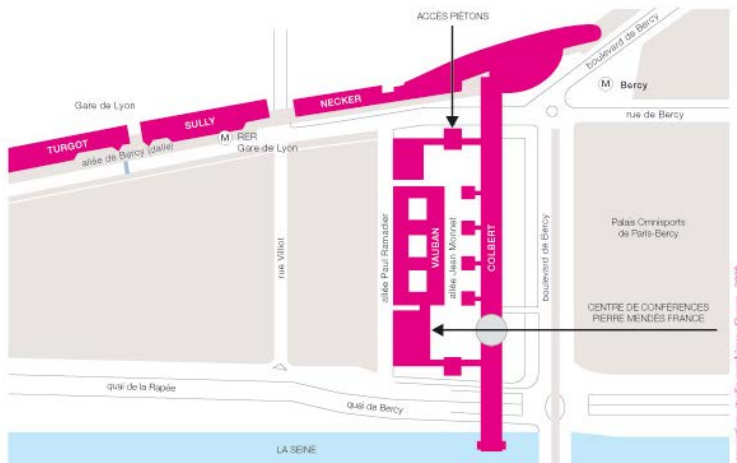 ACCÈS PIÉTONS
boulevard de Bercy
M Bercy
rue de Bercy
Gare de Lyon
NECKER
SULLY
TURGOT
M RER
Gare de Lyon
allée de Bercy (dalle)
rue Villiot
allée Paul Ramadier
VAUBAN
allée Jean Monnet
COLBERT
boulevard de Bercy
Palais Omnisports
de Paris-Bercy
CENTRE DE CONFÉRENCES
PIERRE MENDÈS FRANCE
quai de la Rapée
quai de Bercy
LA SEINE